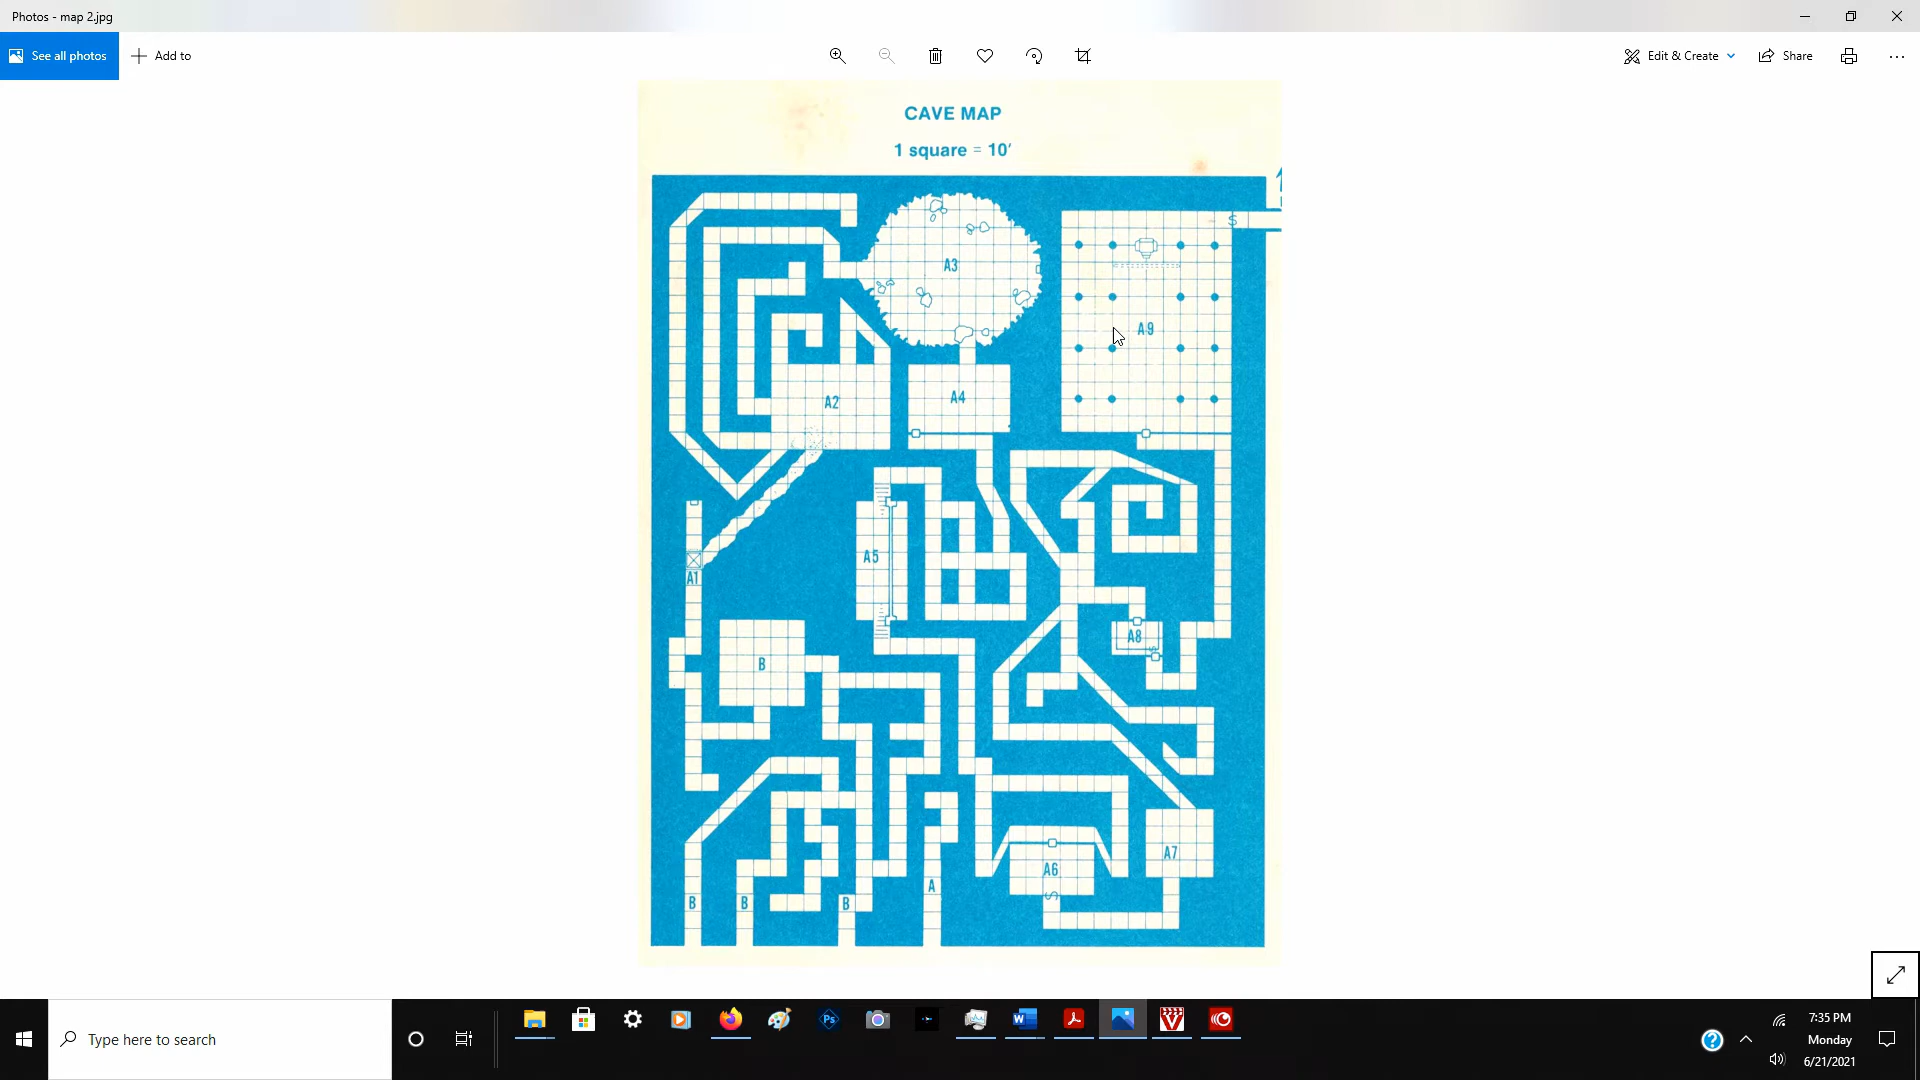 Photos - map 2.jpg
See all photos
Add to
Edit & Create
Share
CAVE MAP
1 square = 10'
S
A3
A9
A2
A4
A5
A1
A8
S
B
A7
A6
A
B
B
B
S
Type here to search
Ps
W
?
7:35 PM
Monday
6/21/2021